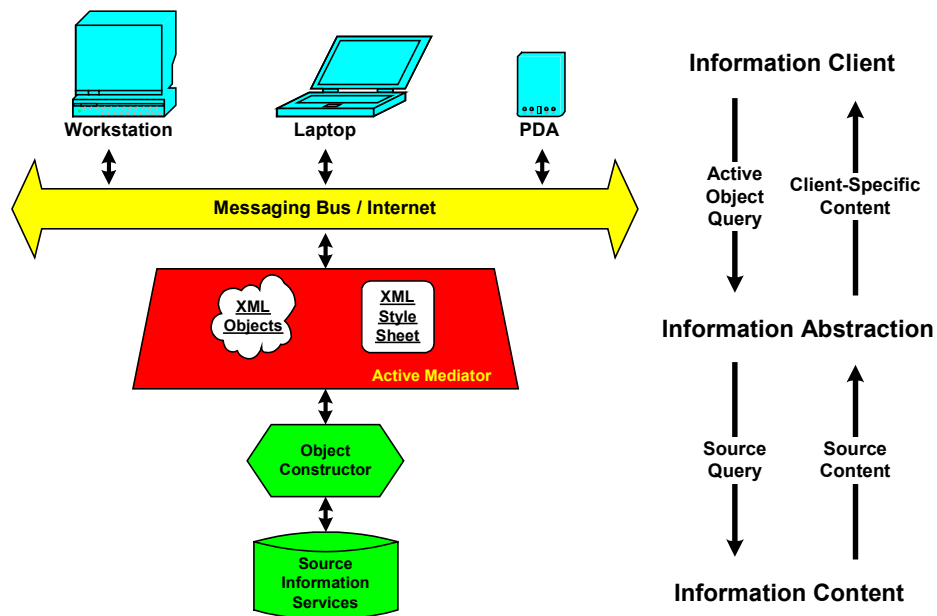 Workstation
Laptop
PDA
Messaging Bus / Internet
XML
Objects
XML
Style
Sheet
Active Mediator
Object
Constructor
Source
Information
Services
Information Client
Active
Object
Query
Client-Specific
Content
Information Abstraction
Source
Query
Source
Content
Information Content